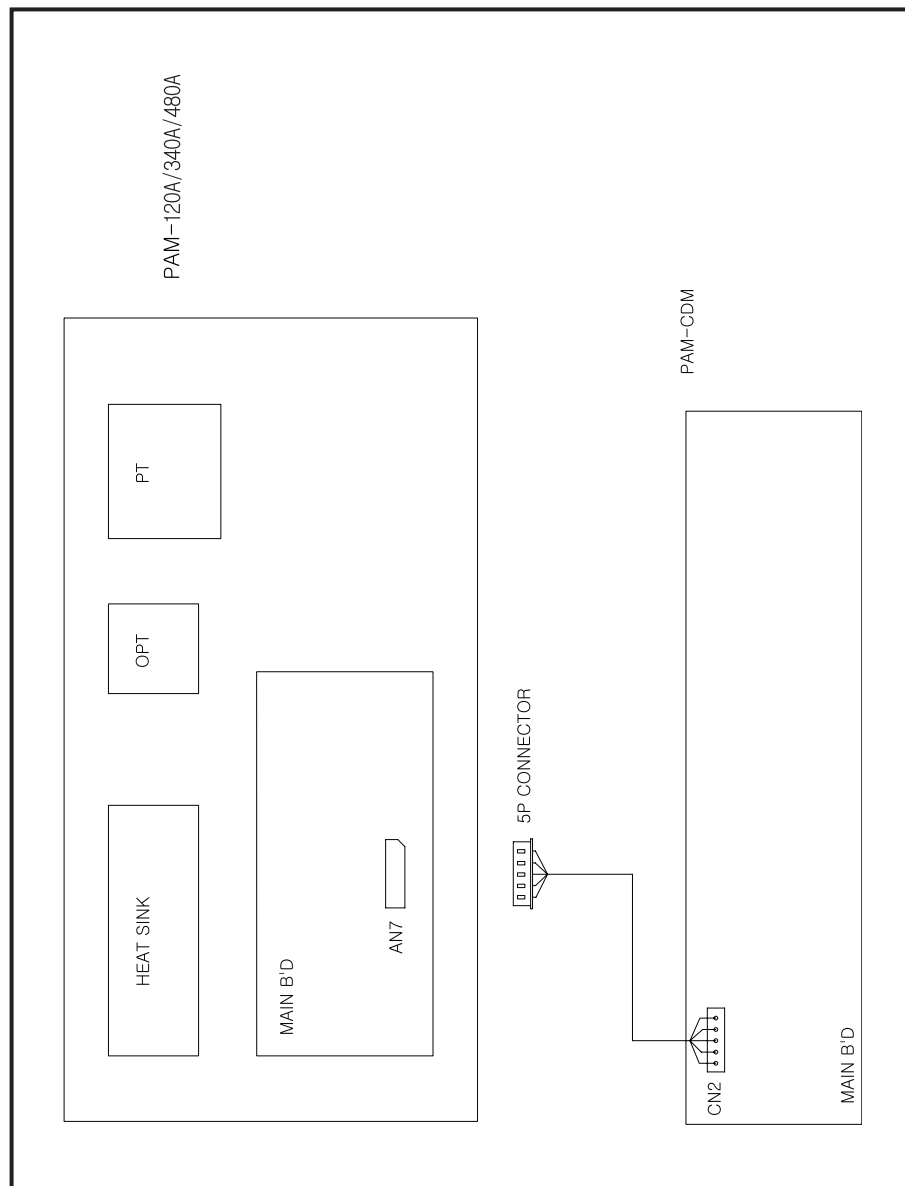 PAM-120A/340A/480A
PT
OPT
HEAT SINK
MAIN B'D
AN7
5P CONNECTOR
PAM-CDM
CN2
MAIN B'D